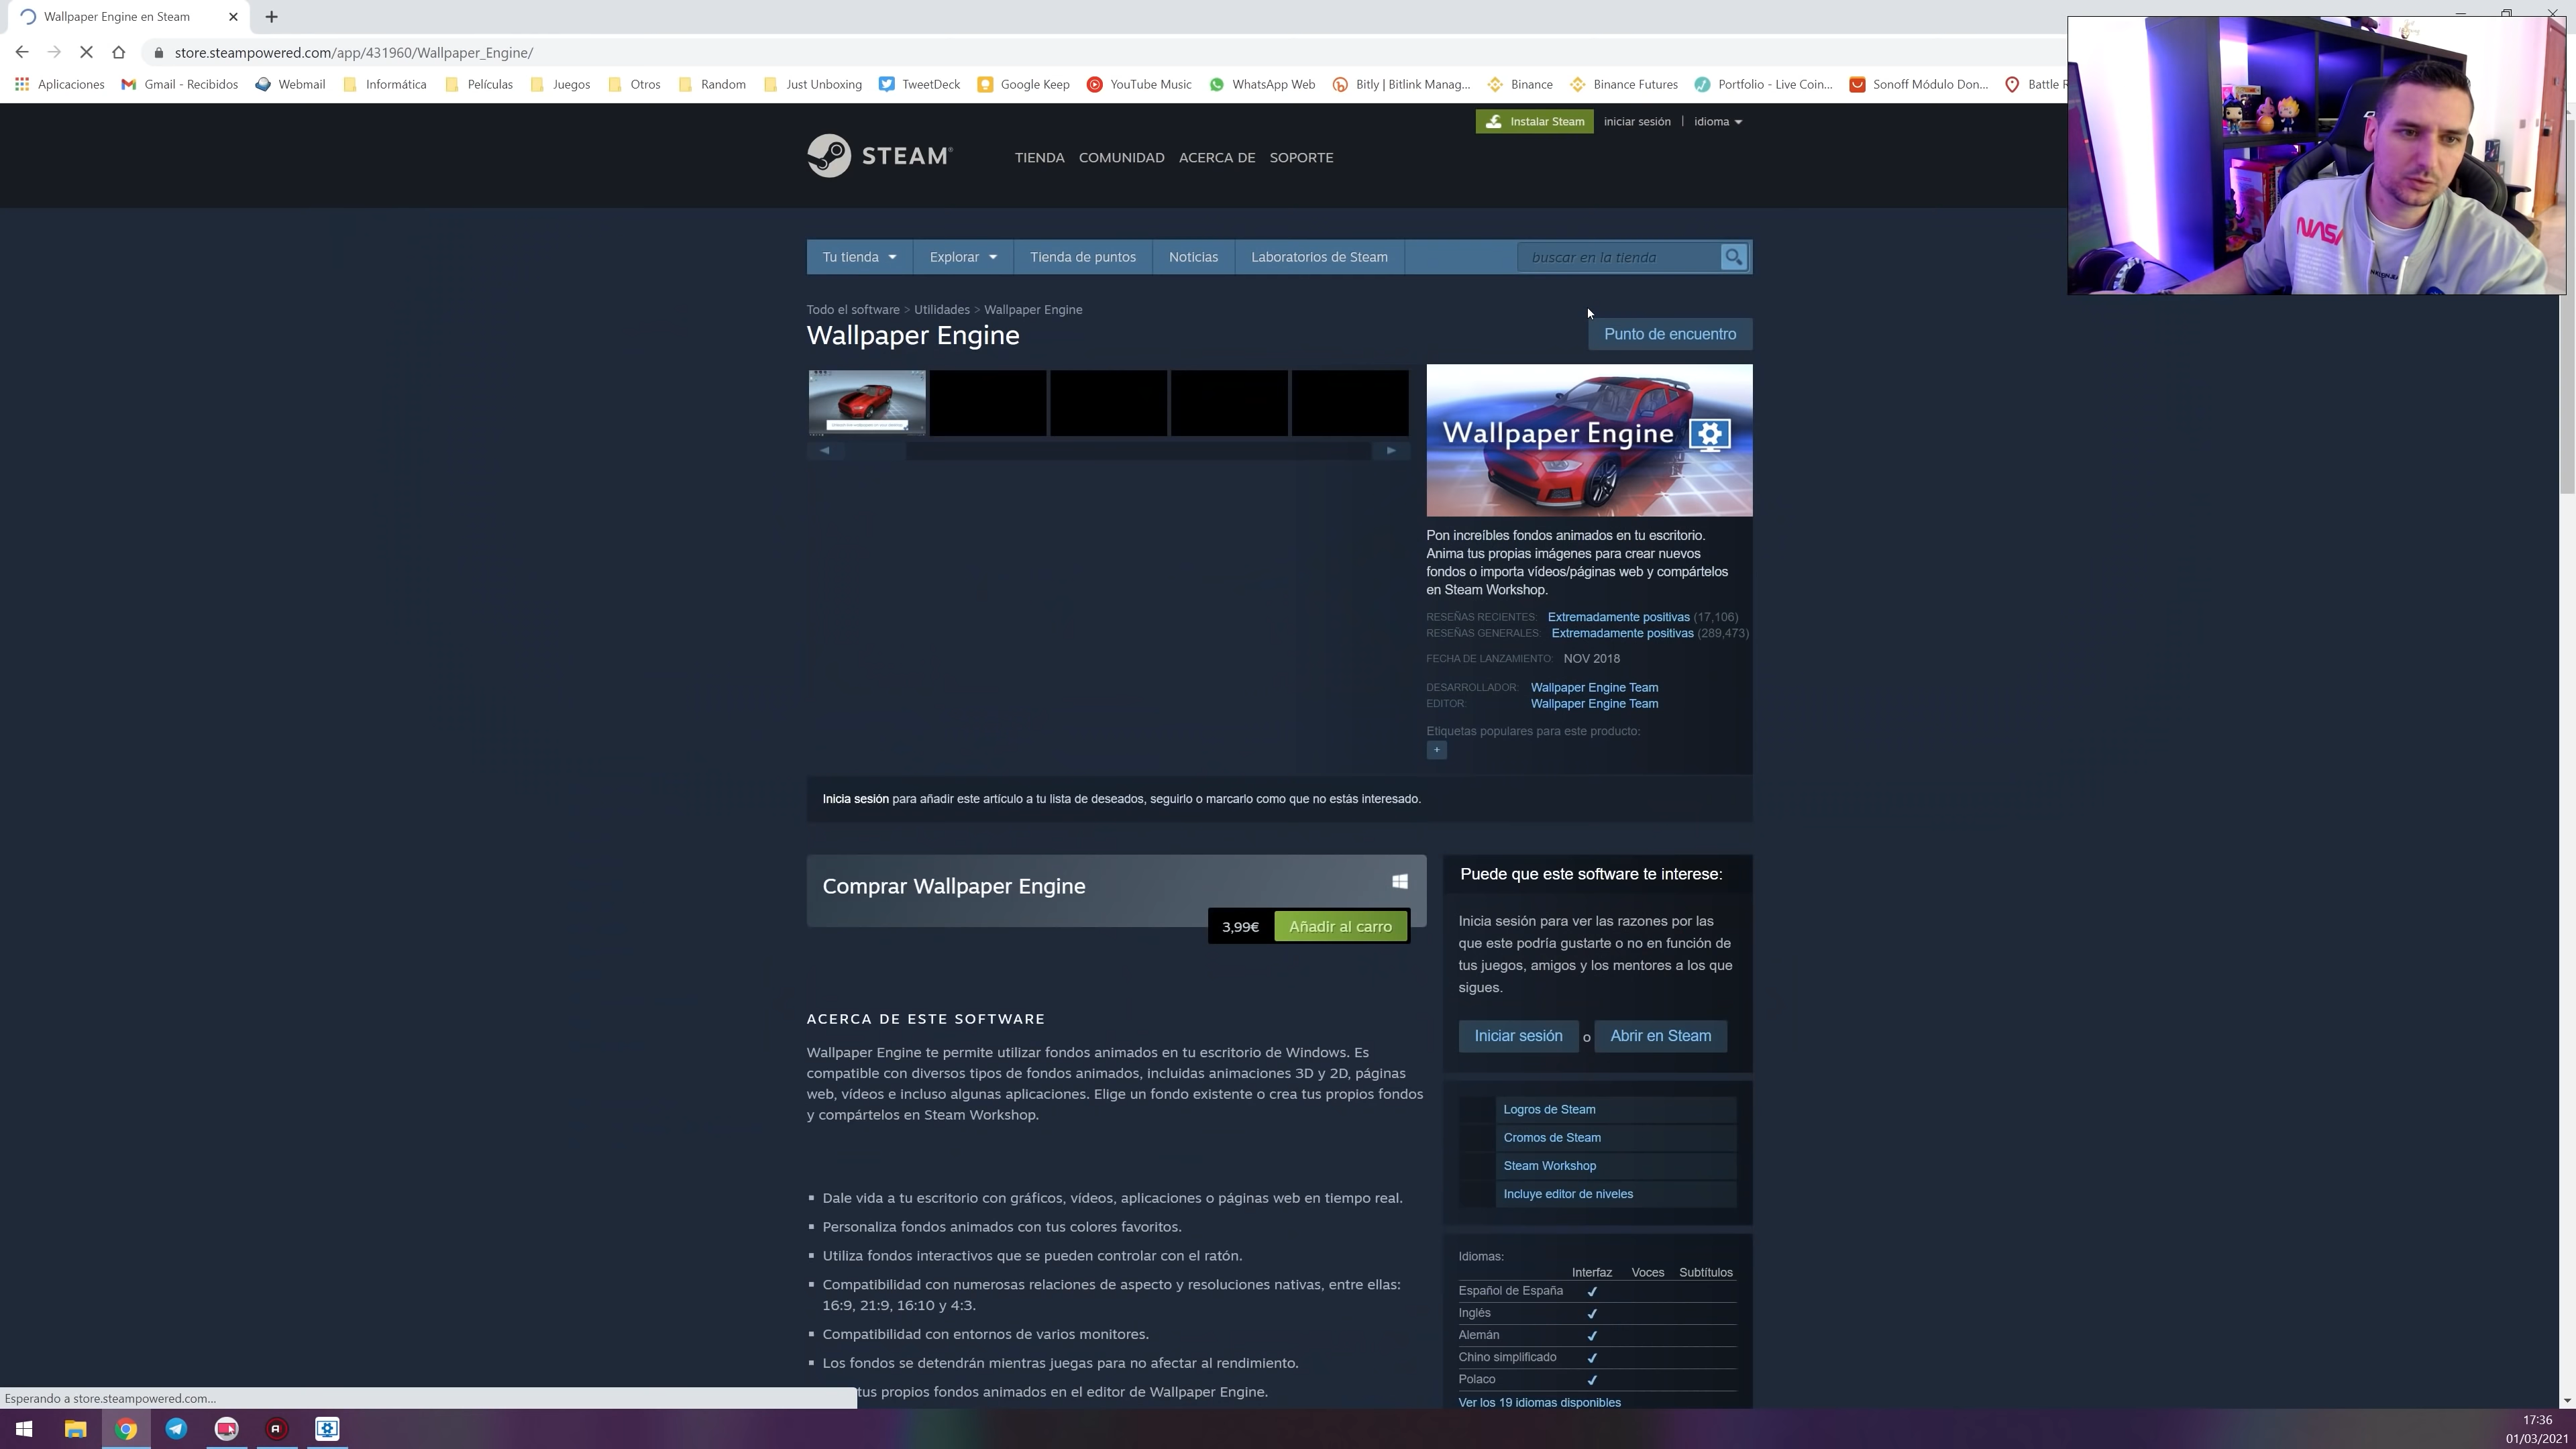 Wallpaper Engine en Steam
store.steampowered.com/app/431960/Wallpaper_Engine/
Aplicaciones Gmail - Recibidos Webmail Informática Películas Juegos Otros Random Just Unboxing TweetDeck Google Keep YouTube Music WhatsApp Web Bitly | Bitlink Manag... Binance Binance Futures Portfolio - Live Coin... Sonoff Módulo Don... Battle R
Instalar Steam iniciar sesión | idioma
STEAM®
TIENDA COMUNIDAD ACERCA DE SOPORTE
NASA
Tu tienda Explorar Tienda de puntos Noticias Laboratorios de Steam buscar en la tienda
Todo el software > Utilidades > Wallpaper Engine
Wallpaper Engine
Punto de encuentro
Wallpaper Engine
Pon increíbles fondos animados en tu escritorio.
Anima tus propias imágenes para crear nuevos
fondos o importa vídeos/páginas web y compártelos
en Steam Workshop.
RESEÑAS RECIENTES: Extremadamente positivas (17,106)
RESEÑAS GENERALES: Extremadamente positivas (289,473)
FECHA DE LANZAMIENTO: NOV 2018
DESARROLLADOR: Wallpaper Engine Team
EDITOR: Wallpaper Engine Team
Etiquetas populares para este producto:
+
Inicia sesión para añadir este artículo a tu lista de deseados, seguirlo o marcarlo como que no estás interesado.
Comprar Wallpaper Engine
3,99€ Añadir al carro
ACERCA DE ESTE SOFTWARE
Wallpaper Engine te permite utilizar fondos animados en tu escritorio de Windows. Es
compatible con diversos tipos de fondos animados, incluidas animaciones 3D y 2D, páginas
web, vídeos e incluso algunas aplicaciones. Elige un fondo existente o crea tus propios fondos
y compártelos en Steam Workshop.
▪ Dale vida a tu escritorio con gráficos, vídeos, aplicaciones o páginas web en tiempo real.
▪ Personaliza fondos animados con tus colores favoritos.
▪ Utiliza fondos interactivos que se pueden controlar con el ratón.
▪ Compatibilidad con numerosas relaciones de aspecto y resoluciones nativas, entre ellas:
16:9, 21:9, 16:10 y 4:3.
▪ Compatibilidad con entornos de varios monitores.
▪ Los fondos se detendrán mientras juegas para no afectar al rendimiento.
tus propios fondos animados en el editor de Wallpaper Engine.
Puede que este software te interese:
Inicia sesión para ver las razones por las
que este podría gustarte o no en función de
tus juegos, amigos y los mentores a los que
sigues.
Iniciar sesión o Abrir en Steam
Logros de Steam
Cromos de Steam
Steam Workshop
Incluye editor de niveles
Idiomas:
Interfaz Voces Subtítulos
Español de España ✔
Inglés ✔
Alemán ✔
Chino simplificado ✔
Polaco ✔
Ver los 19 idiomas disponibles
Esperando a store.steampowered.com...
17:36
01/03/2021